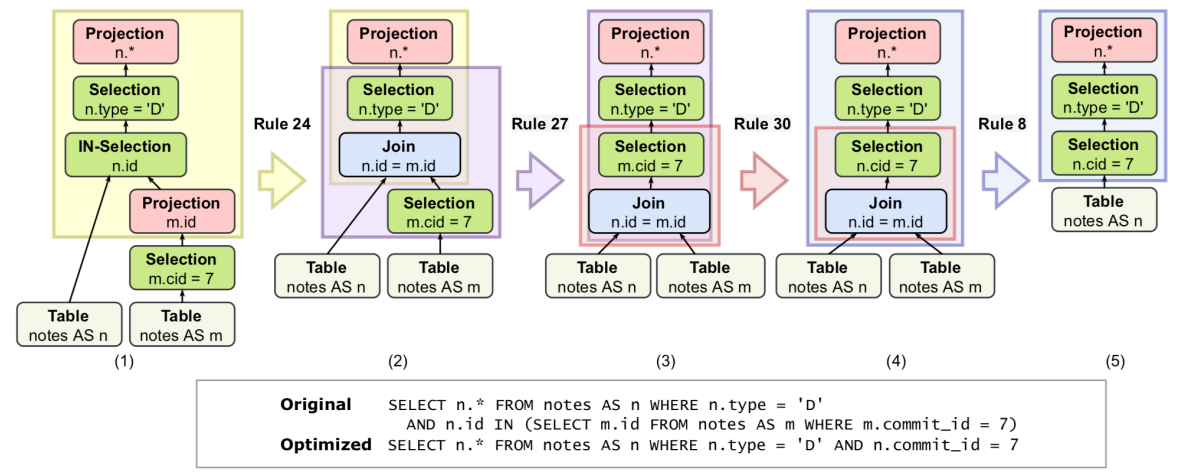 Projection
n.*
Selection
n.type = 'D'
IN-Selection
n.id
Projection
m.id
Selection
m.cid = 7
Table
notes AS n
Table
notes AS m
(1)
Rule 24
Projection
n.*
Selection
n.type = 'D'
Join
n.id = m.id
Selection
m.cid = 7
Table
notes AS n
Table
notes AS m
(2)
Rule 27
Projection
n.*
Selection
n.type = 'D'
Selection
m.cid = 7
Join
n.id = m.id
Table
notes AS n
Table
notes AS m
(3)
Rule 30
Projection
n.*
Selection
n.type = 'D'
Selection
n.cid = 7
Join
n.id = m.id
Table
notes AS n
Table
notes AS m
(4)
Rule 8
Projection
n.*
Selection
n.type = 'D'
Selection
n.cid = 7
Table
notes AS n
(5)
Original SELECT n.* FROM notes AS n WHERE n.type = 'D'
AND n.id IN (SELECT m.id FROM notes AS m WHERE m.commit_id = 7)
Optimized SELECT n.* FROM notes AS n WHERE n.type = 'D' AND n.commit_id = 7